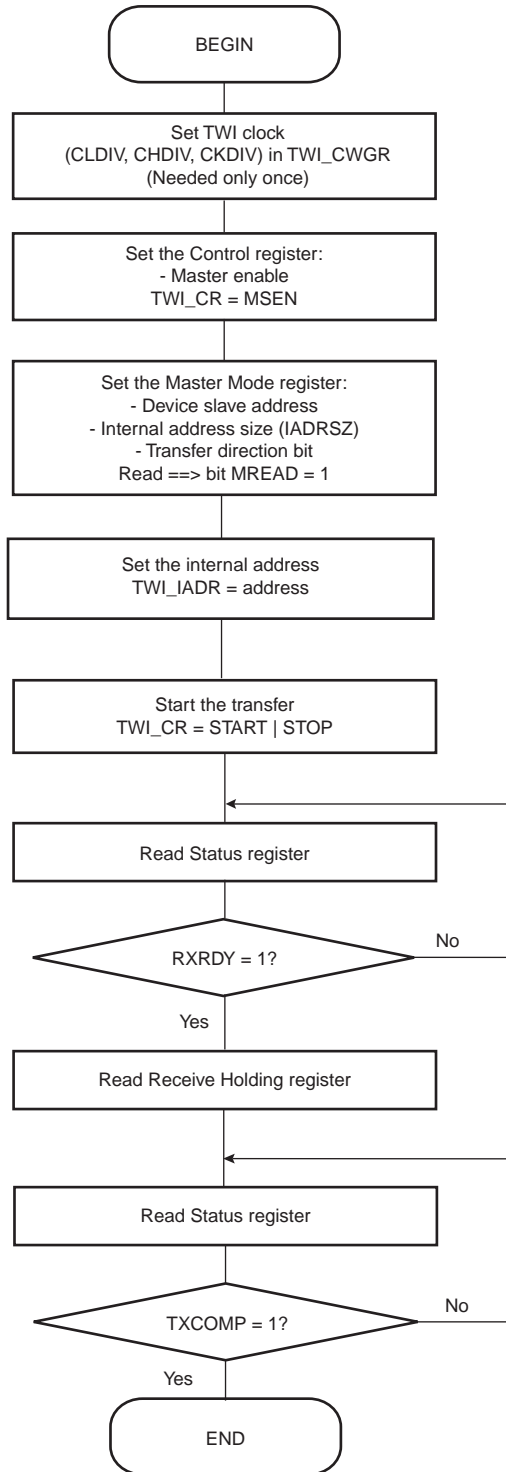 BEGIN
Set TWI clock
(CLDIV, CHDIV, CKDIV) in TWI_CWGR
(Needed only once)
Set the Control register:
- Master enable
TWI_CR = MSEN
Set the Master Mode register:
- Device slave address
- Internal address size (IADRSZ)
- Transfer direction bit
Read ==> bit MREAD = 1
Set the internal address
TWI_IADR = address
Start the transfer
TWI_CR = START | STOP
Read Status register
RXRDY = 1?
No
Yes
Read Receive Holding register
Read Status register
TXCOMP = 1?
No
Yes
END